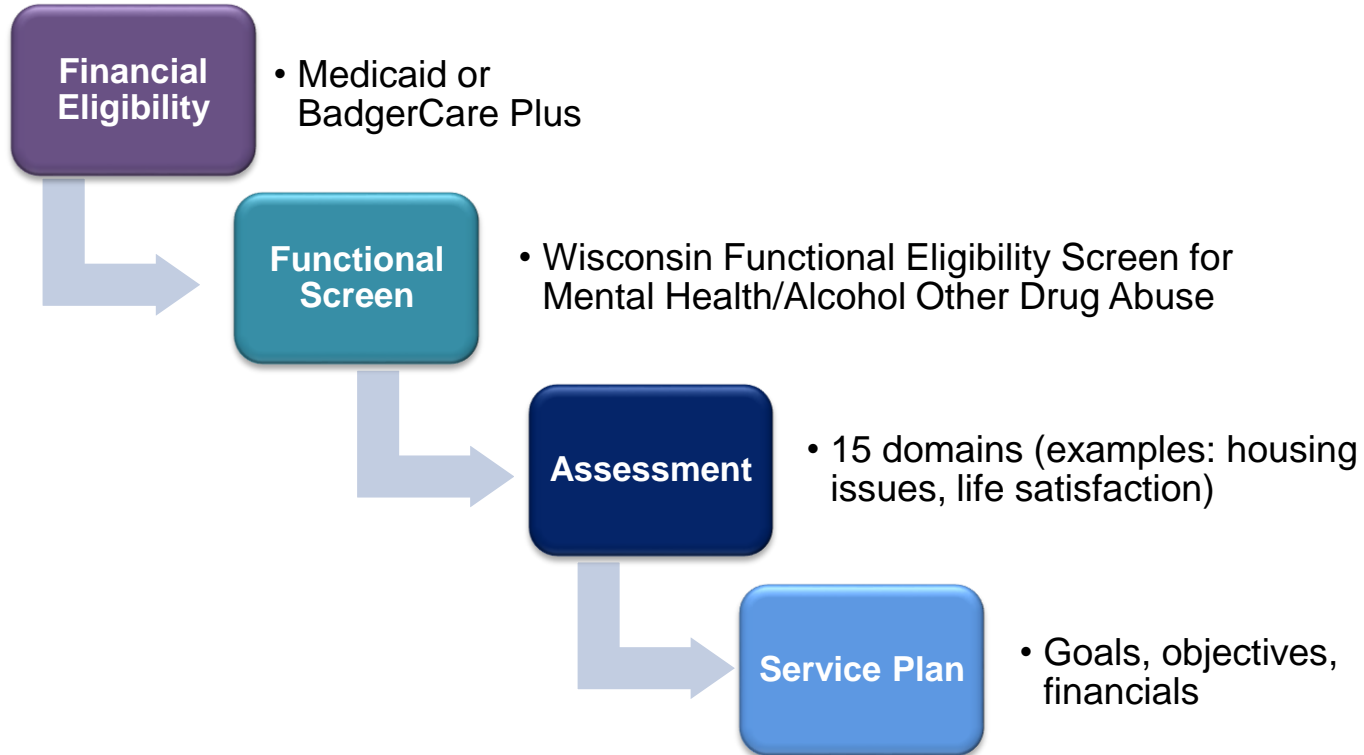 Financial
Eligibility
• Medicaid or
BadgerCare Plus
Functional
Screen
• Wisconsin Functional Eligibility Screen for
Mental Health/Alcohol Other Drug Abuse
Assessment
• 15 domains (examples: housing
issues, life satisfaction)
Service Plan
• Goals, objectives,
financials